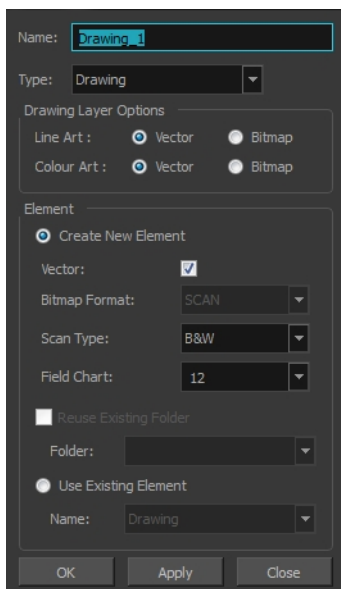 Name: Drawing_1
Type: Drawing
Drawing Layer Options
Line Art : Vector Bitmap
Colour Art : Vector Bitmap
Element
Create New Element
Vector:
Bitmap Format: SCAN
Scan Type: B&W
Field Chart: 12
Reuse Existing Folder
Folder:
Use Existing Element
Name: Drawing
OK Apply Close